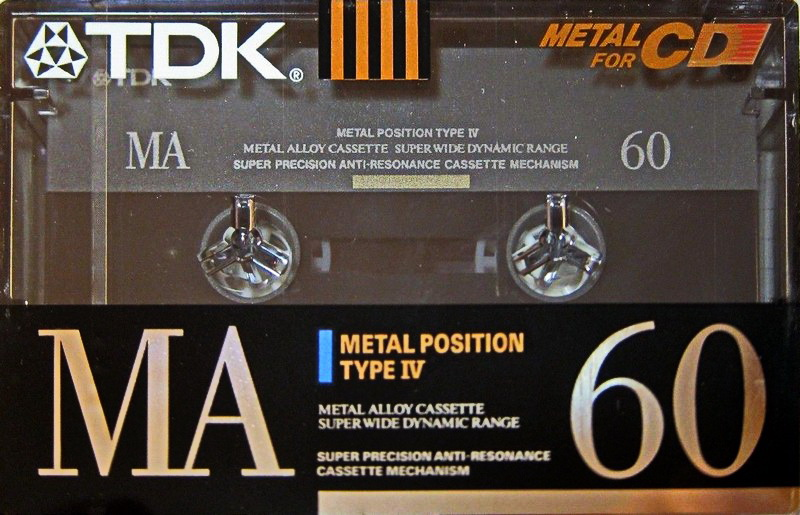 TDK®
METAL
FOR CD
TDK
MA
METAL POSITION TYPE IV
METAL ALLOY CASSETTE SUPER WIDE DYNAMIC RANGE
SUPER PRECISION ANTI-RESONANCE CASSETTE MECHANISM
60
MA
METAL POSITION
TYPE IV
METAL ALLOY CASSETTE
SUPER WIDE DYNAMIC RANGE
SUPER PRECISION ANTI-RESONANCE
CASSETTE MECHANISM
60